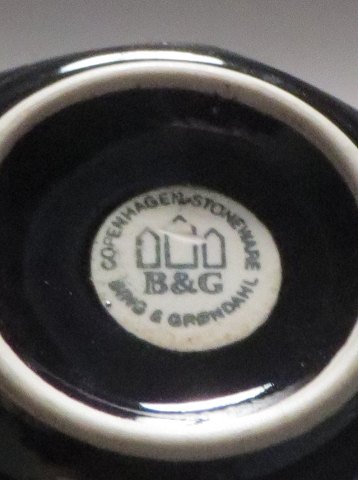 COPENHAGEN-STONEWARE
B&G
BING & GRØNDAHL